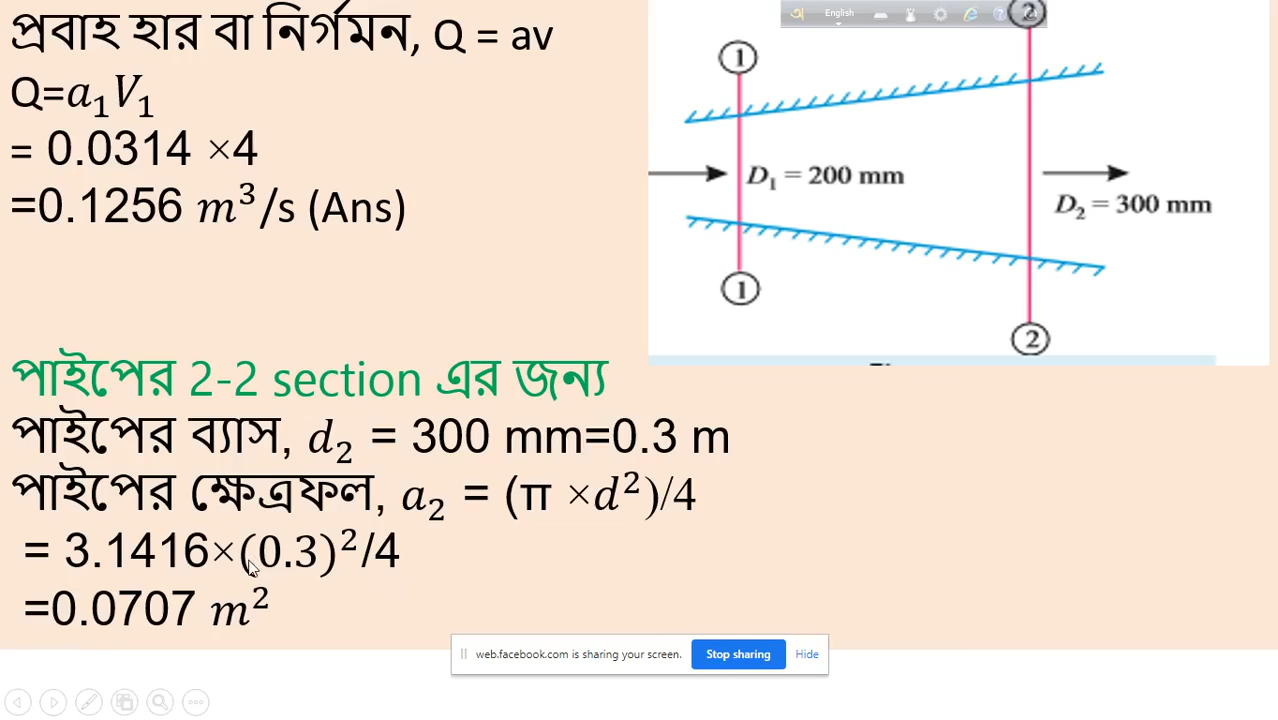 প্রবাহ হার বা নির্গমন, Q = av
Q=a₁V₁
= 0.0314 ×4
=0.1256 m³/s (Ans)
English
1
2
D₁ = 200 mm
D₂ = 300 mm
1
2
পাইপের 2-2 section এর জন্য
পাইপের ব্যাস, d₂ = 300 mm=0.3 m
পাইপের ক্ষেত্রফল, a₂ = (π ×d²)/4
= 3.1416×(0.3)²/4
=0.0707 m²
web.facebook.com is sharing your screen.
Stop sharing
Hide